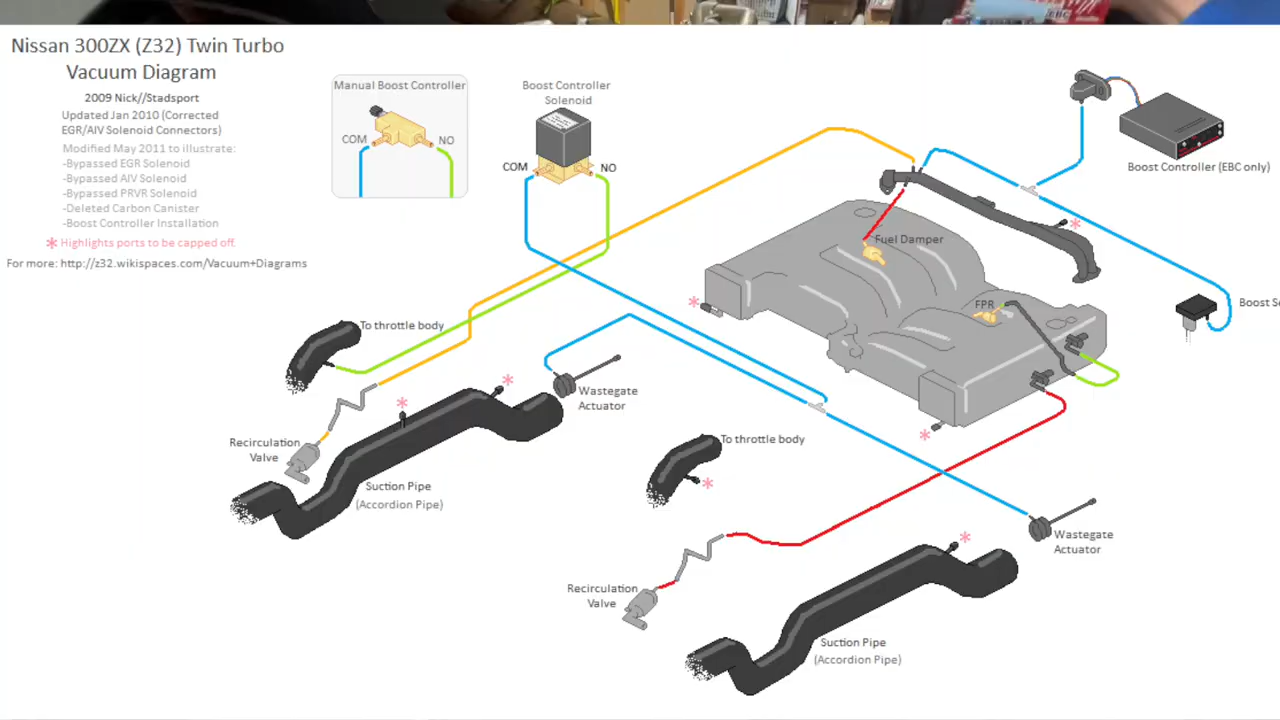 Nissan 300ZX (Z32) Twin Turbo
Vacuum Diagram
2009 Nick//Stadsport
Updated Jan 2010 (Corrected
EGR/AIV Solenoid Connectors)
Modified May 2011 to illustrate:
-Bypassed EGR Solenoid
-Bypassed AIV Solenoid
-Bypassed PRVR Solenoid
-Deleted Carbon Canister
-Boost Controller Installation
* Highlights ports to be capped off.
For more: http://z32.wikispaces.com/Vacuum+Diagrams
Manual Boost Controller
COM
NO
Boost Controller
Solenoid
COM
NO
Boost Controller (EBC only)
Fuel Damper
FPR
Boost Se
To throttle body
Wastegate
Actuator
Recirculation
Valve
Suction Pipe
(Accordion Pipe)
To throttle body
Wastegate
Actuator
Recirculation
Valve
Suction Pipe
(Accordion Pipe)